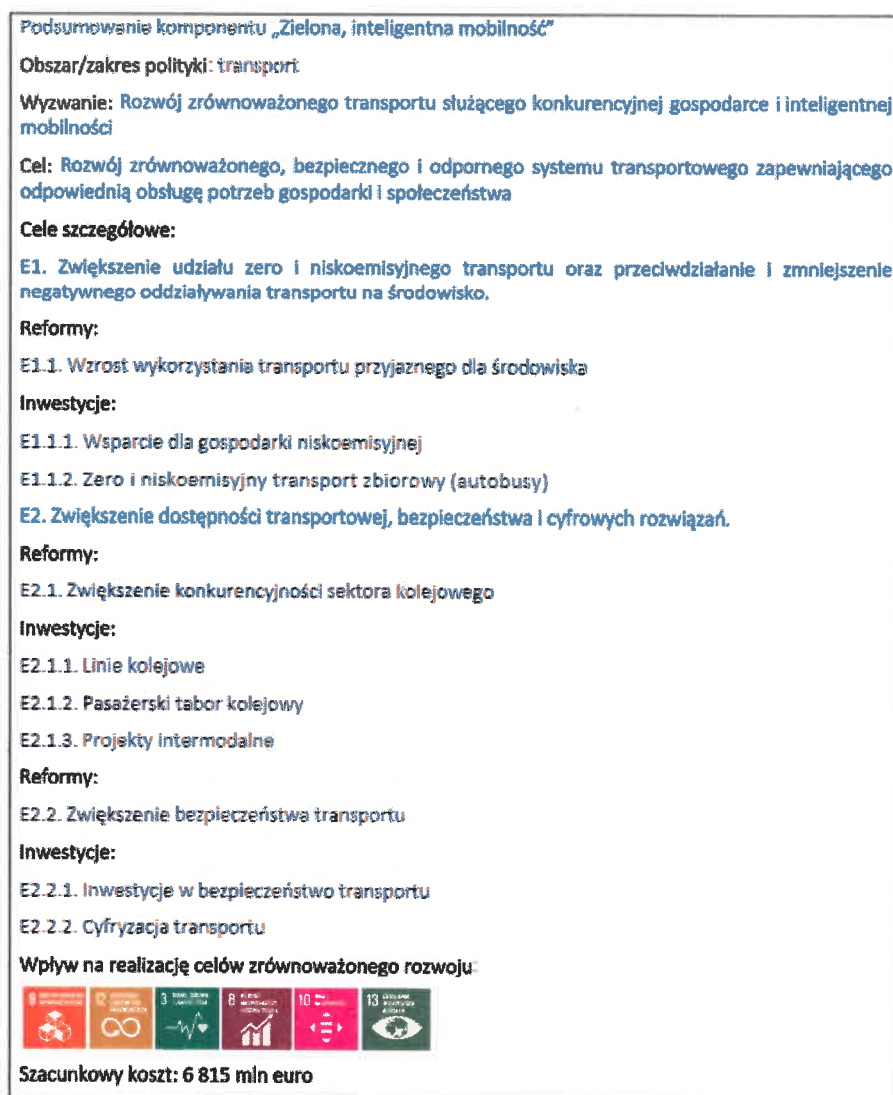 Podsumowanie komponentu „Zielona, inteligentna mobilność”
Obszar/zakres polityki: transport
Wyzwanie: Rozwój zrównoważonego transportu służącego konkurencyjnej gospodarce i inteligentnej
mobilności
Cel: Rozwój zrównoważonego, bezpiecznego i odpornego systemu transportowego zapewniającego
odpowiednią obsługę potrzeb gospodarki i społeczeństwa
Cele szczegółowe:
E1. Zwiększenie udziału zero i niskoemisyjnego transportu oraz przeciwdziałanie i zmniejszenie
negatywnego oddziaływania transportu na środowisko.
Reformy:
E1.1. Wzrost wykorzystania transportu przyjaznego dla środowiska
Inwestycje:
E1.1.1. Wsparcie dla gospodarki niskoemisyjnej
E1.1.2. Zero i niskoemisyjny transport zbiorowy (autobusy)
E2. Zwiększenie dostępności transportowej, bezpieczeństwa i cyfrowych rozwiązań.
Reformy:
E2.1. Zwiększenie konkurencyjności sektora kolejowego
Inwestycje:
E2.1.1. Linie kolejowe
E2.1.2. Pasażerski tabor kolejowy
E2.1.3. Projekty intermodalne
Reformy:
E2.2. Zwiększenie bezpieczeństwa transportu
Inwestycje:
E2.2.1. Inwestycje w bezpieczeństwo transportu
E2.2.2. Cyfryzacja transportu
Wpływ na realizację celów zrównoważonego rozwoju:
9 12 3 8 10 13
Szacunkowy koszt: 6 815 mln euro